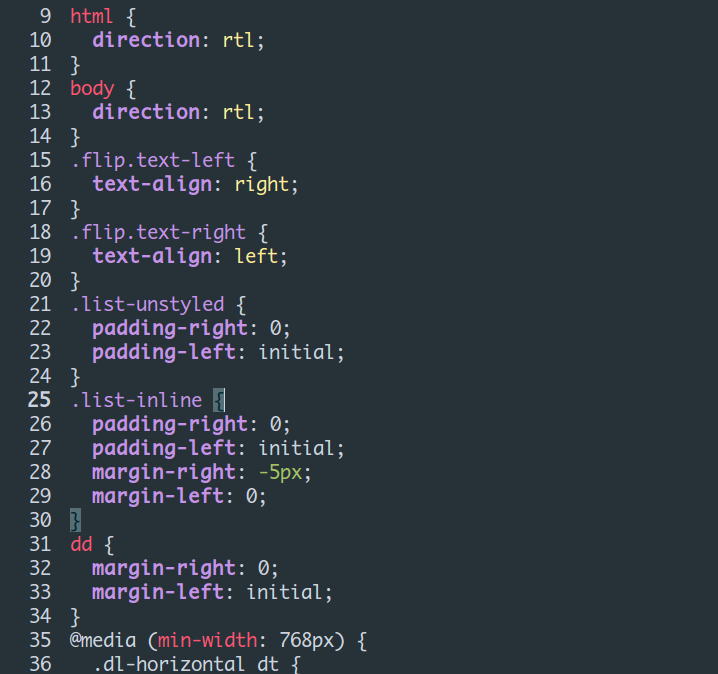 9 html {
10   direction: rtl;
11 }
12 body {
13   direction: rtl;
14 }
15 .flip.text-left {
16   text-align: right;
17 }
18 .flip.text-right {
19   text-align: left;
20 }
21 .list-unstyled {
22   padding-right: 0;
23   padding-left: initial;
24 }
25 .list-inline {
26   padding-right: 0;
27   padding-left: initial;
28   margin-right: -5px;
29   margin-left: 0;
30 }
31 dd {
32   margin-right: 0;
33   margin-left: initial;
34 }
35 @media (min-width: 768px) {
36   .dl-horizontal dt {